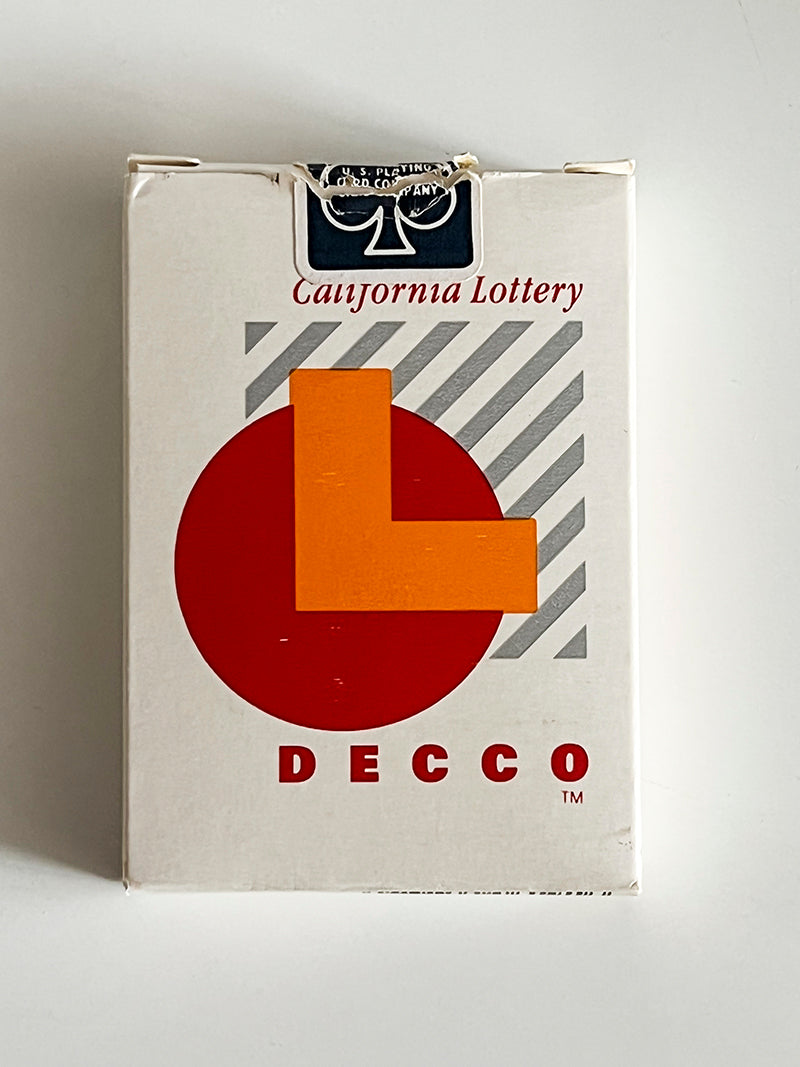 U. S. PLAYING
CARD COMPANY
California Lottery
L
DECCO
TM